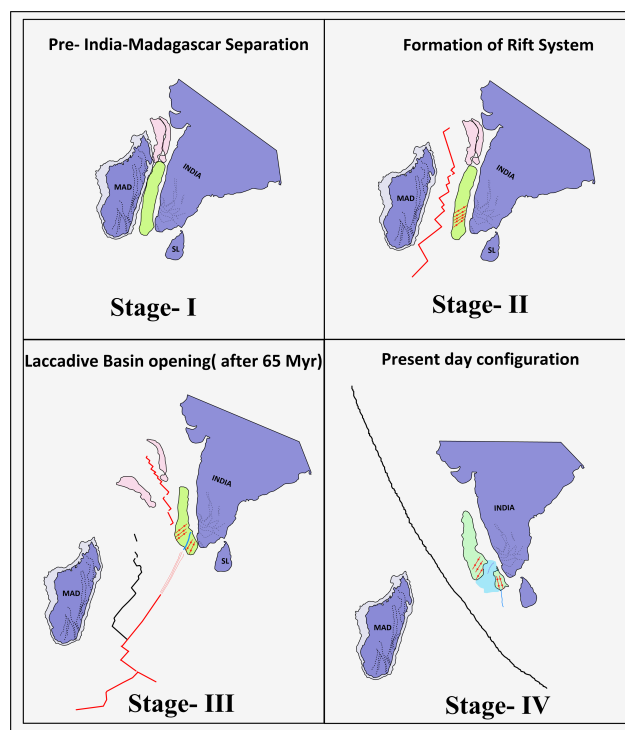 Pre- India-Madagascar Separation
MAD
INDIA
SL
Stage- I
Formation of Rift System
MAD
INDIA
SL
Stage- II
Laccadive Basin opening( after 65 Myr)
INDIA
SL
MAD
Stage- III
Present day configuration
INDIA
MAD
Stage- IV